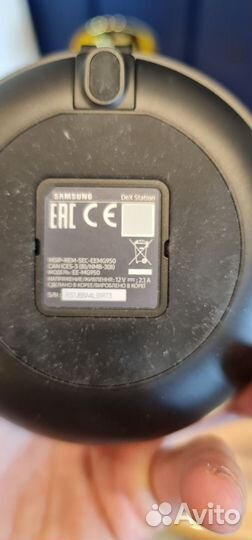 SAMSUNG DeX Station
EAC CE
MSIP-REM-SEC-EEMG950
CAN ICES-3 (B)/NMB-3(B)
МОДЕЛЬ: EE-MG950
НАПРЯЖЕНИЕ/ЖИВЛЕННЯ: 12 V ⎓ 2.1 A
СДЕЛАНО В КОРЕЕ/ВИРОБЛЕНО В КОРЕЇ
S/N:
Avito